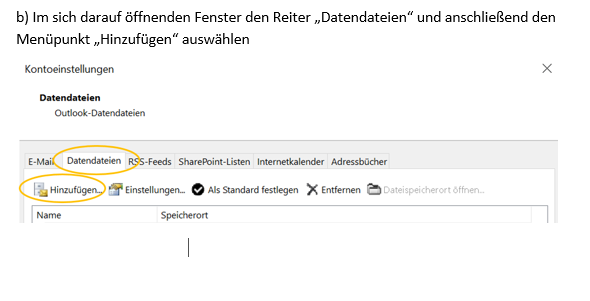 b) Im sich darauf öffnenden Fenster den Reiter „Datendateien“ und anschließend den
Menüpunkt „Hinzufügen“ auswählen
Kontoeinstellungen
Datendateien
Outlook-Datendateien
E-Mail Datendateien RSS-Feeds SharePoint-Listen Internetkalender Adressbücher
Hinzufügen... Einstellungen... Als Standard festlegen Entfernen Dateispeicherort öffnen...
Name Speicherort